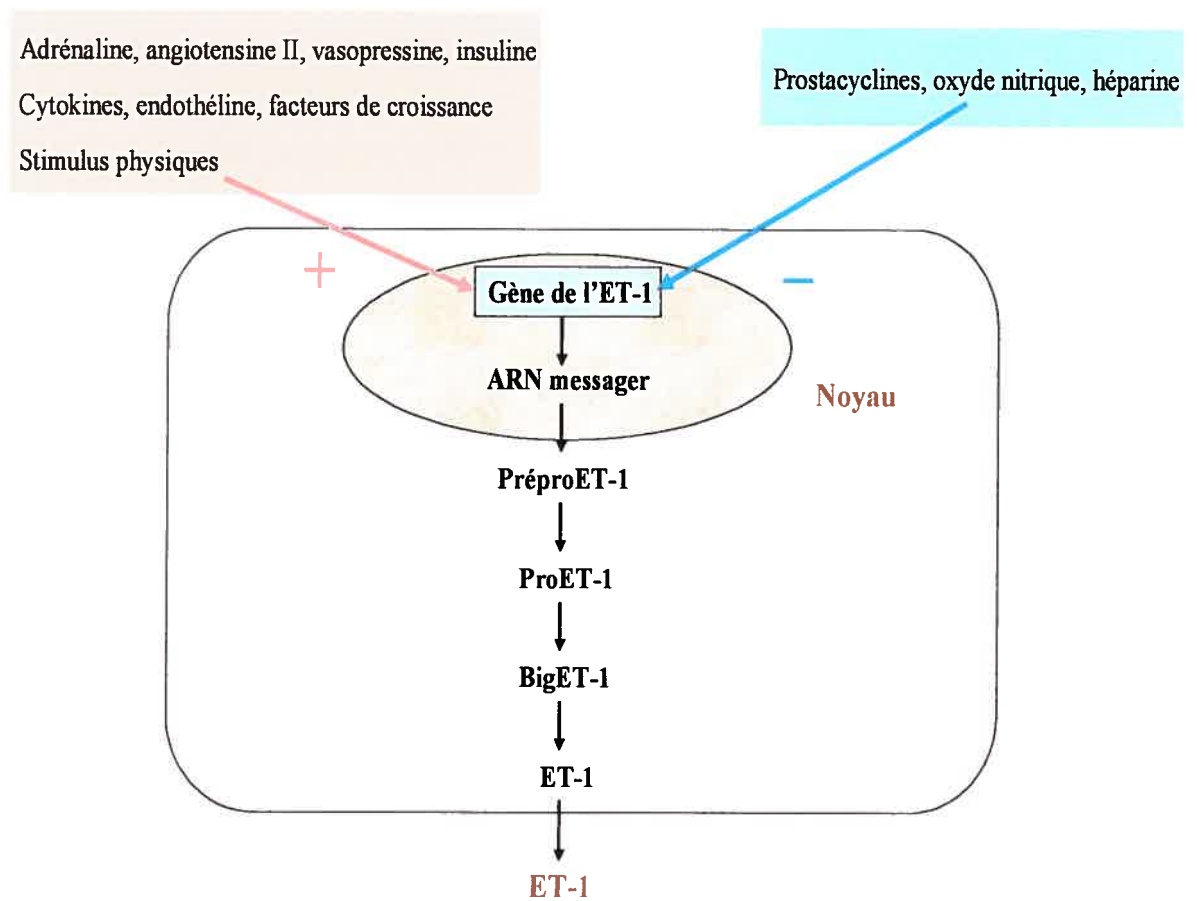 Adrénaline, angiotensine II, vasopressine, insuline
Cytokines, endothéline, facteurs de croissance
Stimulus physiques
Prostacyclines, oxyde nitrique, héparine
+
−
Gène de l'ET-1
ARN messager
Noyau
PréproET-1
ProET-1
BigET-1
ET-1
ET-1